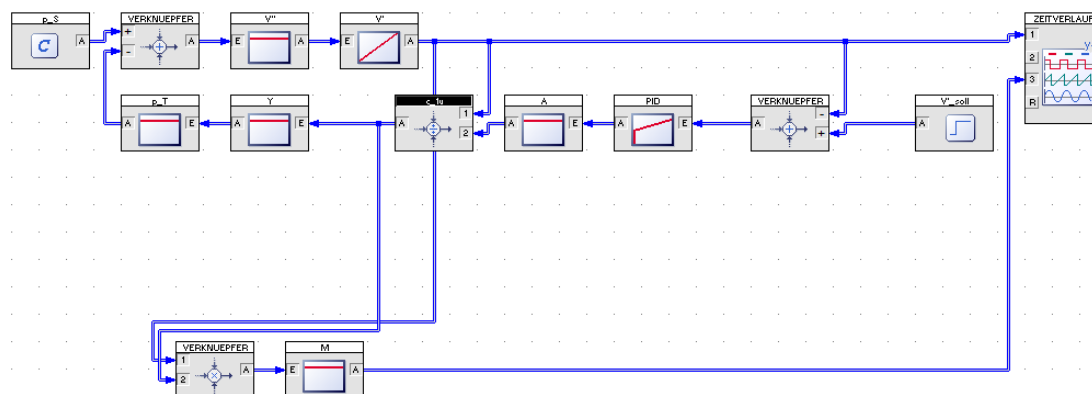 p_S
VERKNUEPFER
V"
V'
ZEITVERLAUF
C
A
+
-
A
E
A
E
A
1
2
3
R
y
p_T
Y
c_1u
A
PID
VERKNUEPFER
V'_soll
A
E
A
E
A
1
2
A
E
A
E
A
-
+
A
VERKNUEPFER
M
1
2
A
E
A